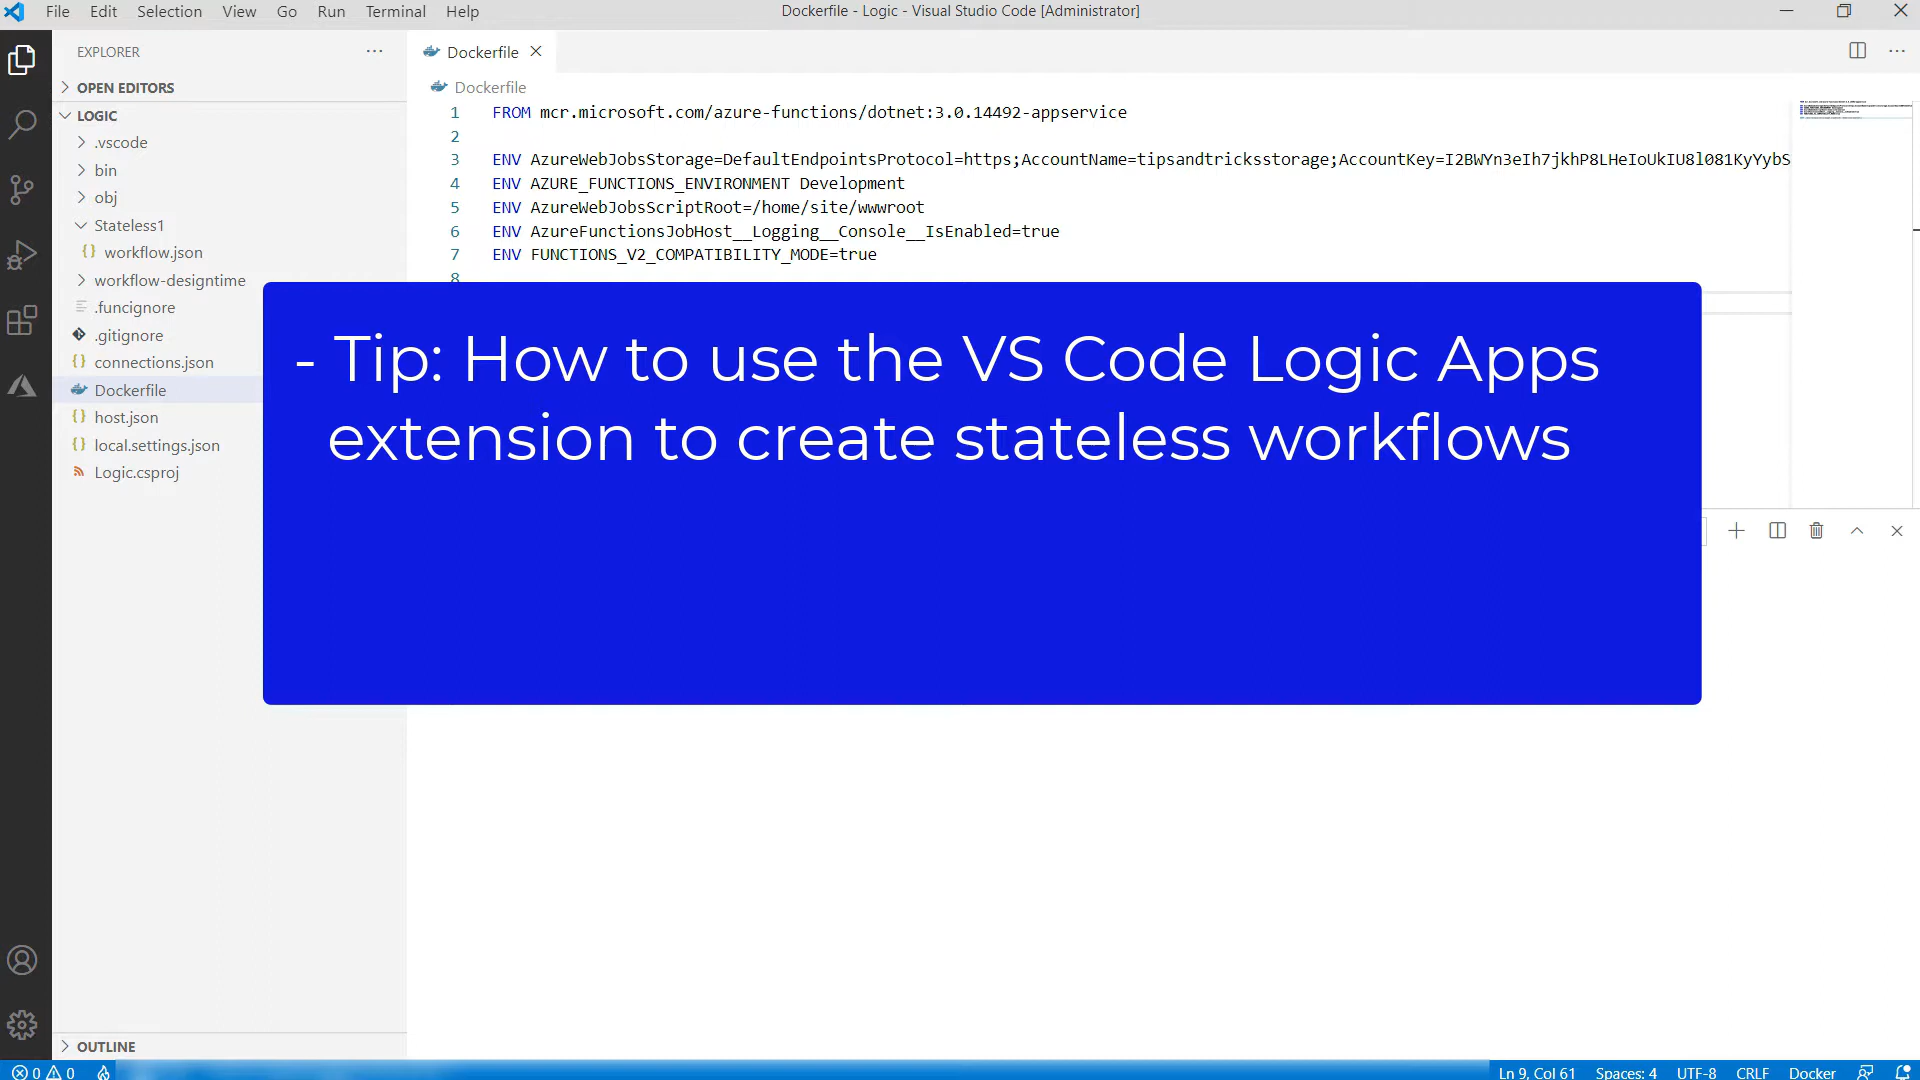 File Edit Selection View Go Run Terminal Help
Dockerfile - Logic - Visual Studio Code [Administrator]
EXPLORER
OPEN EDITORS
LOGIC
.vscode
bin
obj
Stateless1
workflow.json
workflow-designtime
.funcignore
.gitignore
connections.json
Dockerfile
host.json
local.settings.json
Logic.csproj
OUTLINE
Dockerfile
Dockerfile
1 FROM mcr.microsoft.com/azure-functions/dotnet:3.0.14492-appservice
2
3 ENV AzureWebJobsStorage=DefaultEndpointsProtocol=https;AccountName=tipsandtricksstorage;AccountKey=I2BWYn3eIh7jkhP8LHeIoUkIU8l081KyYybS
4 ENV AZURE_FUNCTIONS_ENVIRONMENT Development
5 ENV AzureWebJobsScriptRoot=/home/site/wwwroot
6 ENV AzureFunctionsJobHost__Logging__Console__IsEnabled=true
7 ENV FUNCTIONS_V2_COMPATIBILITY_MODE=true
8
- Tip: How to use the VS Code Logic Apps
extension to create stateless workflows
0 0 Ln 9, Col 61 Spaces: 4 UTF-8 CRLF Docker